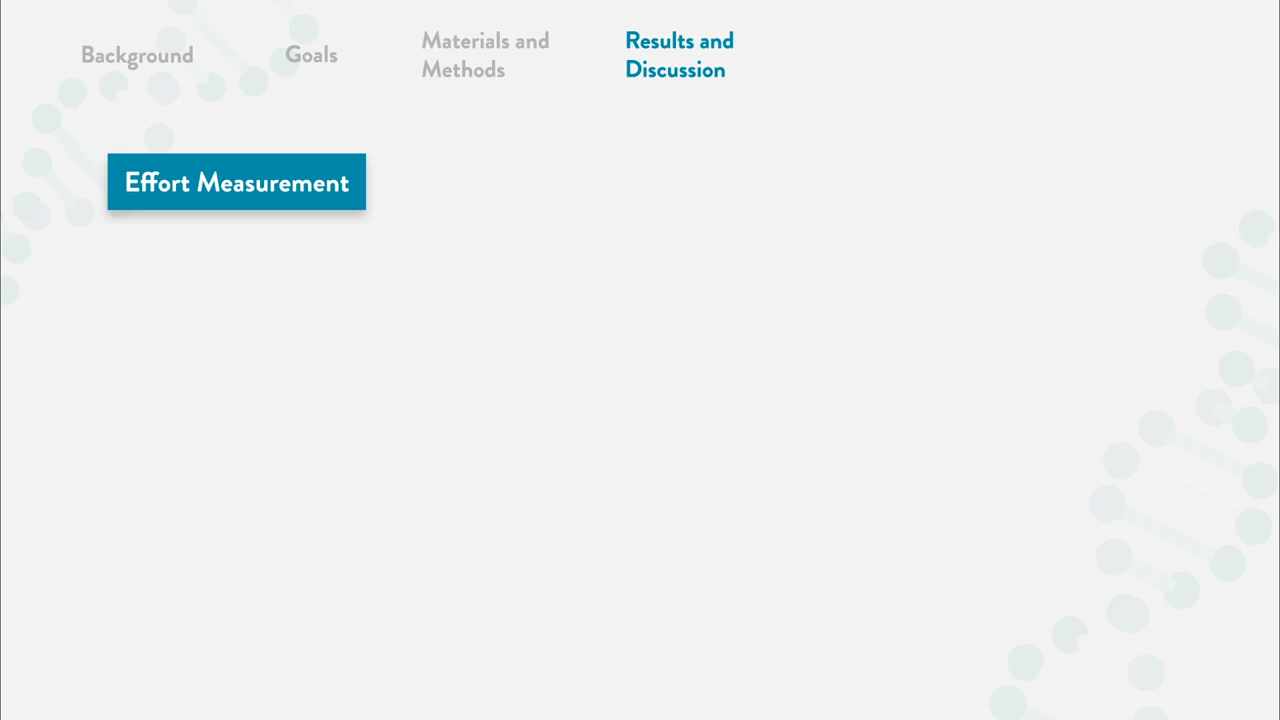 Background
Goals
Materials and
Methods
Results and
Discussion
Effort Measurement